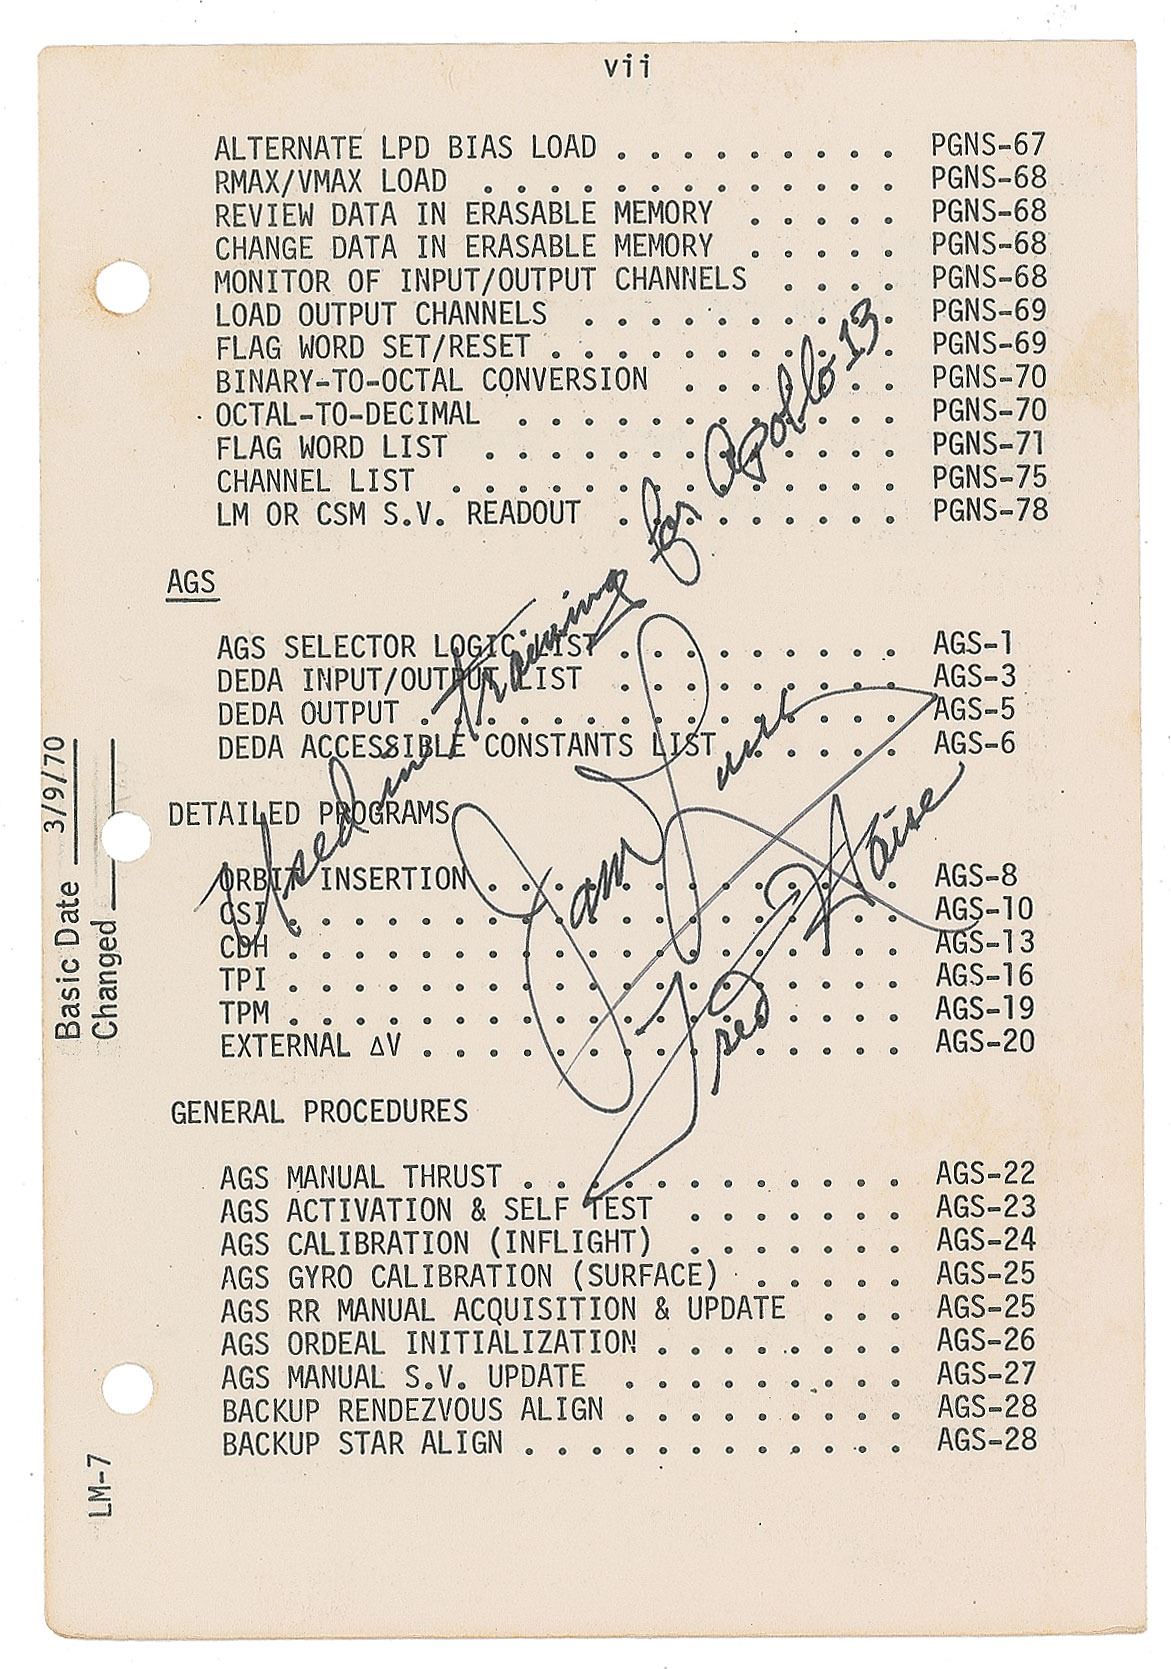 vii
ALTERNATE LPD BIAS LOAD . . . . . . . . . PGNS-67
RMAX/VMAX LOAD . . . . . . . . . . . . . PGNS-68
REVIEW DATA IN ERASABLE MEMORY . . . . . PGNS-68
CHANGE DATA IN ERASABLE MEMORY . . . . . PGNS-68
MONITOR OF INPUT/OUTPUT CHANNELS . . . . PGNS-68
LOAD OUTPUT CHANNELS . . . . . . . . . . PGNS-69
FLAG WORD SET/RESET . . . . . . . . . . . PGNS-69
BINARY-TO-OCTAL CONVERSION . . . . . . . PGNS-70
OCTAL-TO-DECIMAL . . . . . . . . . . . . PGNS-70
FLAG WORD LIST . . . . . . . . . . . . . PGNS-71
CHANNEL LIST . . . . . . . . . . . . . . PGNS-75
LM OR CSM S.V. READOUT . . . . . . . . . PGNS-78
AGS
AGS SELECTOR LOGIC LIST . . . . . . . . . AGS-1
DEDA INPUT/OUTPUT LIST . . . . . . . . . AGS-3
DEDA OUTPUT . . . . . . . . . . . . . . . AGS-5
DEDA ACCESSIBLE CONSTANTS LIST . . . . . AGS-6
DETAILED PROGRAMS
ORBIT INSERTION . . . . . . . . . . . . . AGS-8
CSI . . . . . . . . . . . . . . . . . . . AGS-10
CDH . . . . . . . . . . . . . . . . . . . AGS-13
TPI . . . . . . . . . . . . . . . . . . . AGS-16
TPM . . . . . . . . . . . . . . . . . . . AGS-19
EXTERNAL ΔV . . . . . . . . . . . . . . . AGS-20
GENERAL PROCEDURES
AGS MANUAL THRUST . . . . . . . . . . . . AGS-22
AGS ACTIVATION & SELF TEST . . . . . . . AGS-23
AGS CALIBRATION (INFLIGHT) . . . . . . . AGS-24
AGS GYRO CALIBRATION (SURFACE) . . . . . AGS-25
AGS RR MANUAL ACQUISITION & UPDATE . . . AGS-25
AGS ORDEAL INITIALIZATION . . . . . . . . AGS-26
AGS MANUAL S.V. UPDATE . . . . . . . . . AGS-27
BACKUP RENDEZVOUS ALIGN . . . . . . . . . AGS-28
BACKUP STAR ALIGN . . . . . . . . . . . . AGS-28
Used in training for Apollo 13
Fred Haise
Basic Date 3/9/70
Changed
LM-7